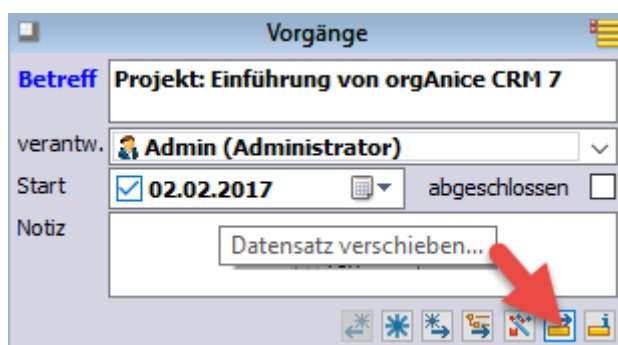 Vorgänge
Betreff Projekt: Einführung von orgAnice CRM 7
verantw. Admin (Administrator)
Start 02.02.2017 abgeschlossen
Notiz
Datensatz verschieben...